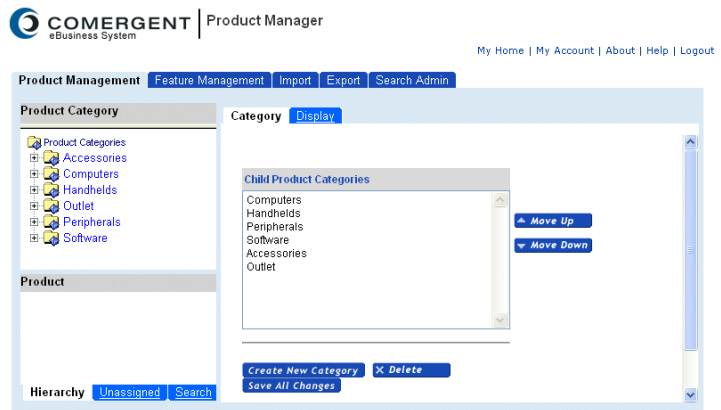 COMERGENT
eBusiness System
Product Manager
My Home | My Account | About | Help | Logout
Product Management Feature Management Import Export Search Admin
Product Category
Product Categories
Accessories
Computers
Handhelds
Outlet
Peripherals
Software
Product
Hierarchy Unassigned Search
Category Display
Child Product Categories
Computers
Handhelds
Peripherals
Software
Accessories
Outlet
Move Up
Move Down
Create New Category X Delete
Save All Changes